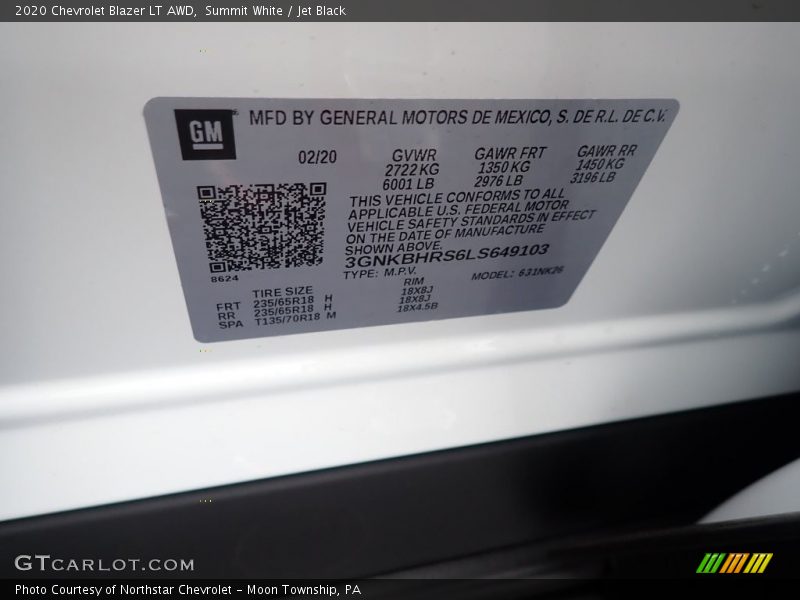 2020 Chevrolet Blazer LT AWD, Summit White / Jet Black
GM
MFD BY GENERAL MOTORS DE MEXICO, S. DE R.L. DE C.V.
02/20 GVWR GAWR FRT GAWR RR
2722 KG 1350 KG 1450 KG
6001 LB 2976 LB 3196 LB
THIS VEHICLE CONFORMS TO ALL
APPLICABLE U.S. FEDERAL MOTOR
VEHICLE SAFETY STANDARDS IN EFFECT
ON THE DATE OF MANUFACTURE
SHOWN ABOVE.
3GNKBHRS6LS649103
TYPE: M.P.V. MODEL: 631NK26
8624
TIRE SIZE RIM
FRT 235/65R18 H 18X8J
RR 235/65R18 H 18X8J
SPA T135/70R18 M 18X4.5B
GTCARLOT.COM
Photo Courtesy of Northstar Chevrolet – Moon Township, PA